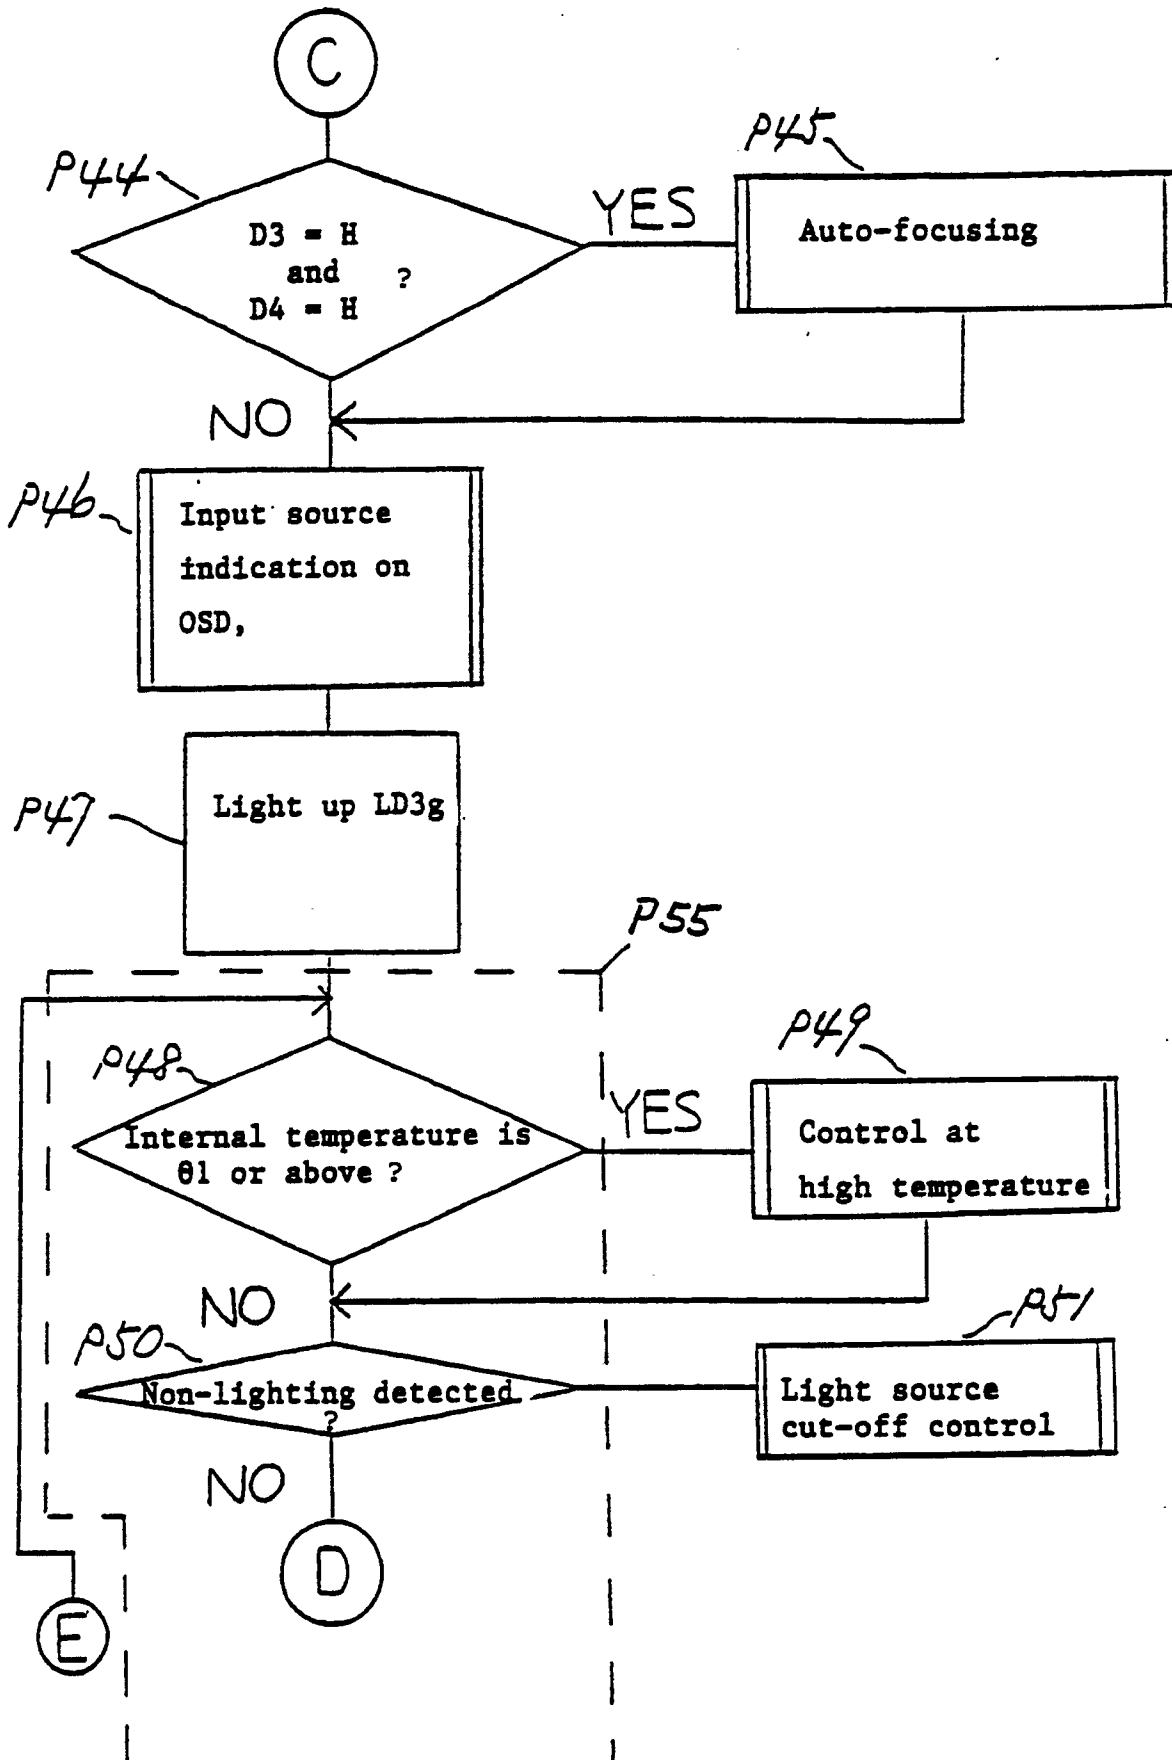 C
P44
D3 = H
and ?
D4 = H
YES
P45
Auto-focusing
NO
P46
Input source
indication on
OSD,
P47
Light up LD3g
P55
P48
Internal temperature is
θ1 or above ?
YES
P49
Control at
high temperature
NO
P50
Non-lighting detected
?
P51
Light source
cut-off control
NO
D
E